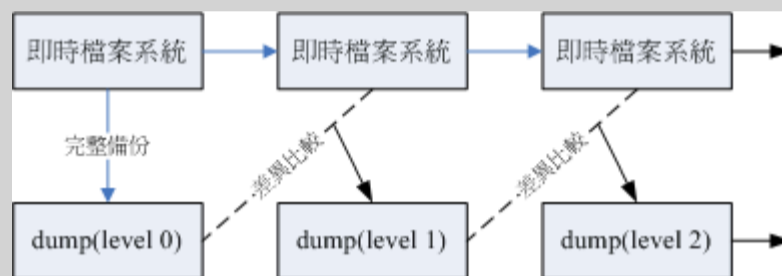 即時檔案系統
即時檔案系統
即時檔案系統
完整備份
差異比較
差異比較
dump(level 0)
dump(level 1)
dump(level 2)